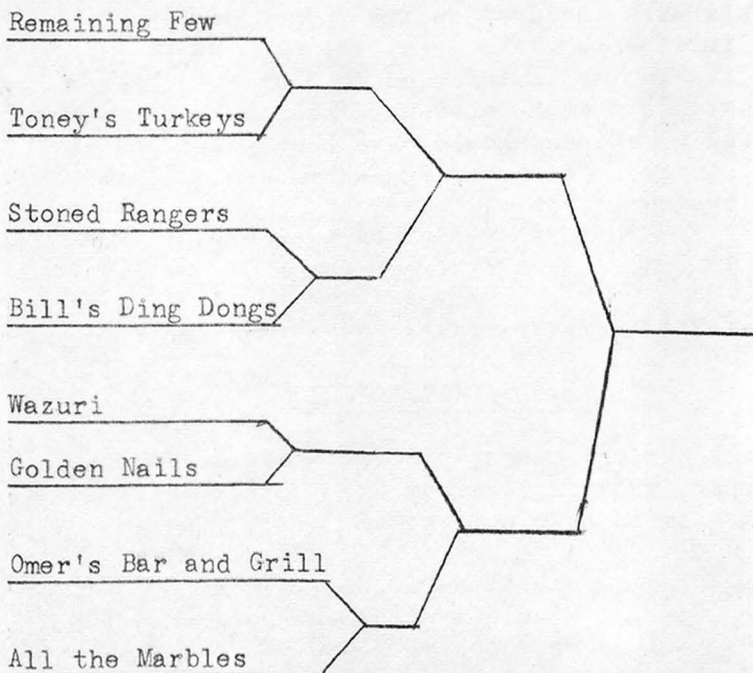 Remaining Few
Toney's Turkeys
Stoned Rangers
Bill's Ding Dongs
Wazuri
Golden Nails
Omer's Bar and Grill
All the Marbles